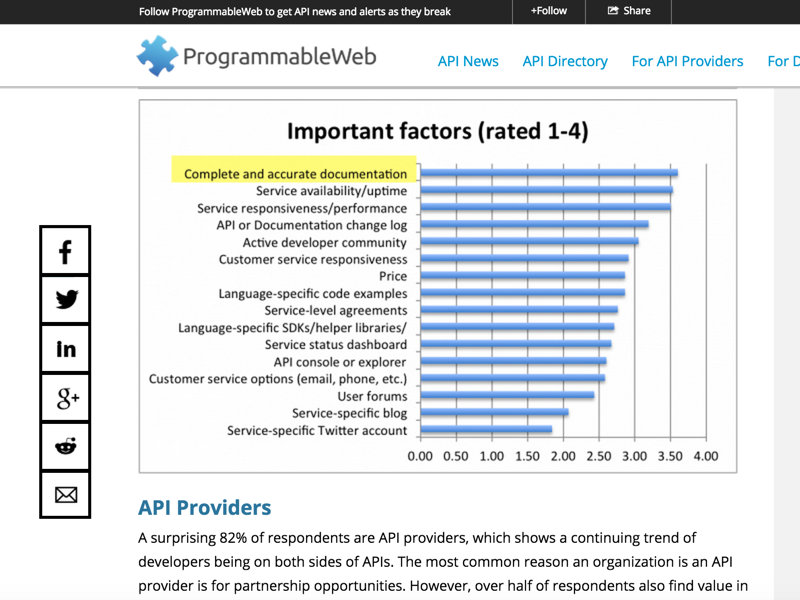 Follow ProgrammableWeb to get API news and alerts as they break
+Follow
Share
ProgrammableWeb
API News
API Directory
For API Providers
For D
Important factors (rated 1-4)
Complete and accurate documentation
Service availability/uptime
Service responsiveness/performance
API or Documentation change log
Active developer community
Customer service responsiveness
Price
Language-specific code examples
Service-level agreements
Language-specific SDKs/helper libraries/
Service status dashboard
API console or explorer
Customer service options (email, phone, etc.)
User forums
Service-specific blog
Service-specific Twitter account
0.00 0.50 1.00 1.50 2.00 2.50 3.00 3.50 4.00
f
in
g+
API Providers
A surprising 82% of respondents are API providers, which shows a continuing trend of
developers being on both sides of APIs. The most common reason an organization is an API
provider is for partnership opportunities. However, over half of respondents also find value in